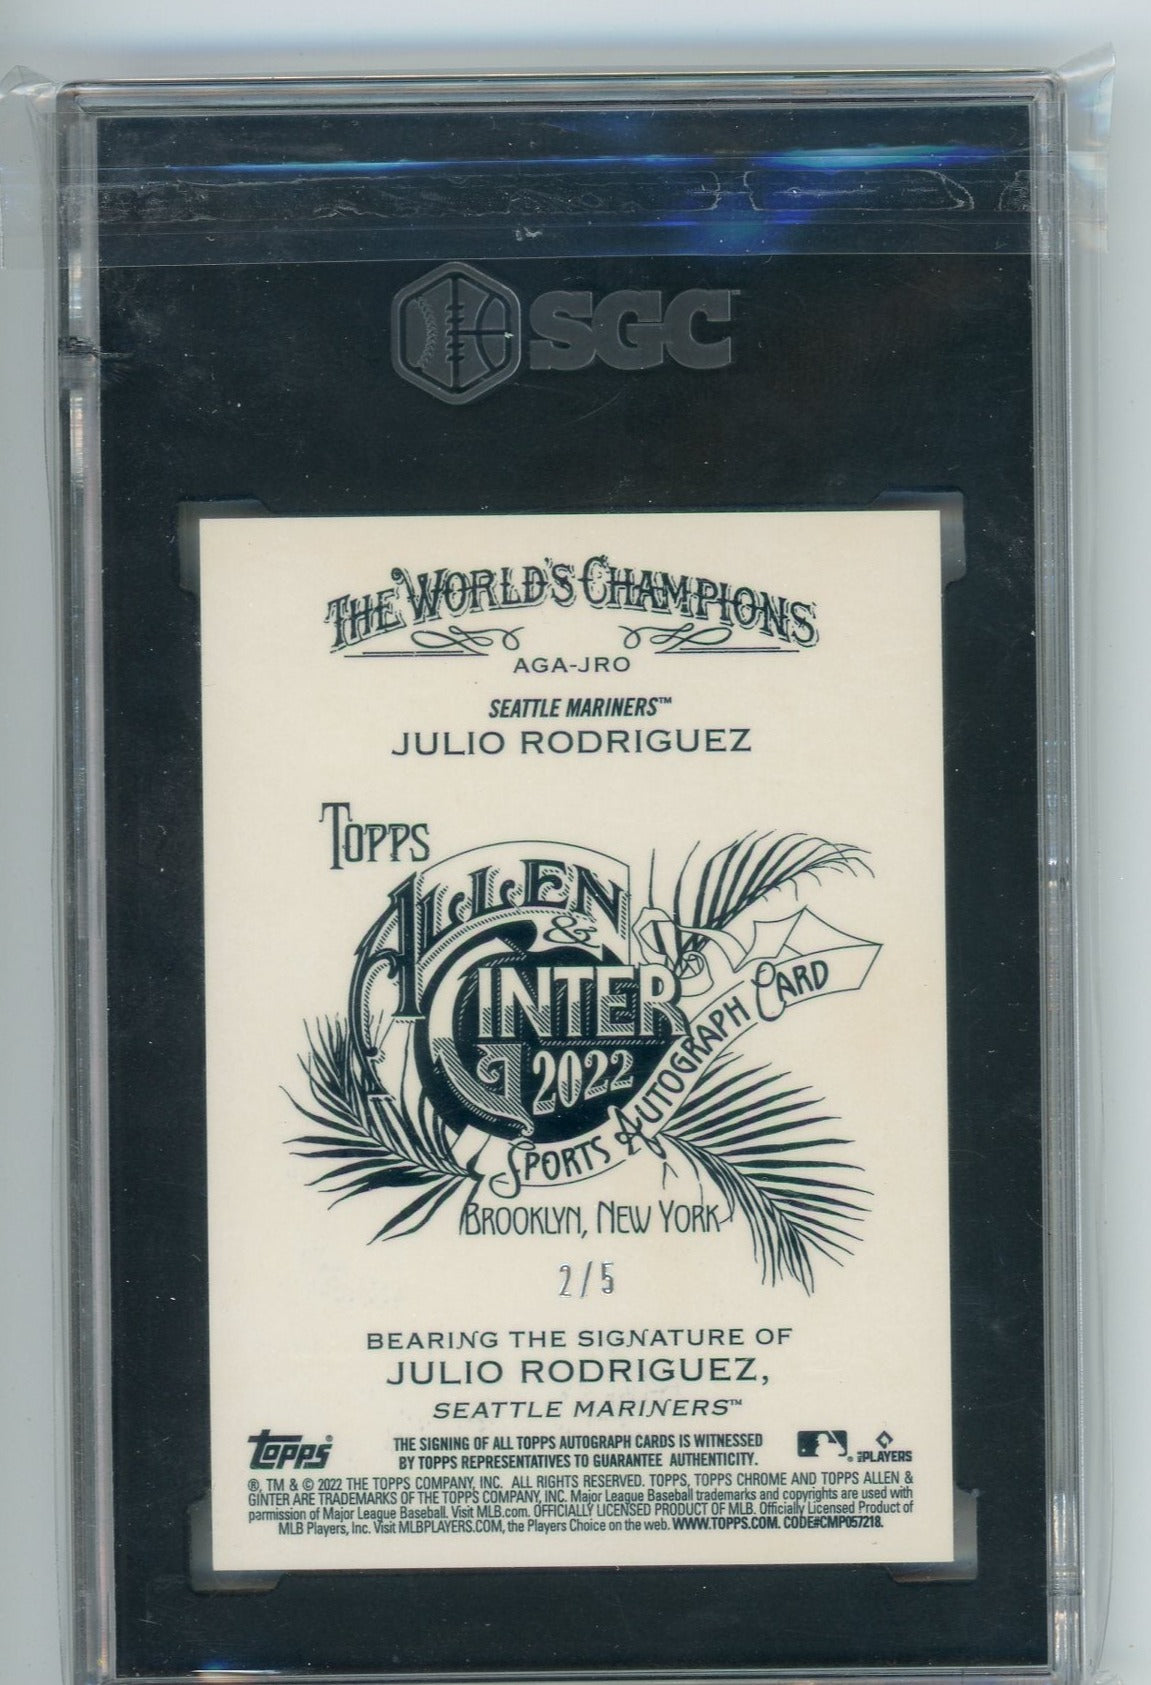 SGC
THE WORLD'S CHAMPIONS
AGA-JRO
SEATTLE MARINERS™
JULIO RODRIGUEZ
TOPPS
ALLEN
&
GINTER
2022
SPORTS AUTOGRAPH CARD
BROOKLYN, NEW YORK
2/5
BEARING THE SIGNATURE OF
JULIO RODRIGUEZ,
SEATTLE MARINERS™
topps®
THE SIGNING OF ALL TOPPS AUTOGRAPH CARDS IS WITNESSED
BY TOPPS REPRESENTATIVES TO GUARANTEE AUTHENTICITY.
PLAYERS
®, TM & © 2022 THE TOPPS COMPANY, INC. ALL RIGHTS RESERVED. TOPPS, TOPPS CHROME AND TOPPS ALLEN &
GINTER ARE TRADEMARKS OF THE TOPPS COMPANY, INC. Major League Baseball trademarks and copyrights are used with
permission of Major League Baseball. Visit MLB.com. OFFICIALLY LICENSED PRODUCT OF MLB. Officially Licensed Product of
MLB Players, Inc. Visit MLBPLAYERS.COM, the Players Choice on the web. WWW.TOPPS.COM. CODE#CMP057218.